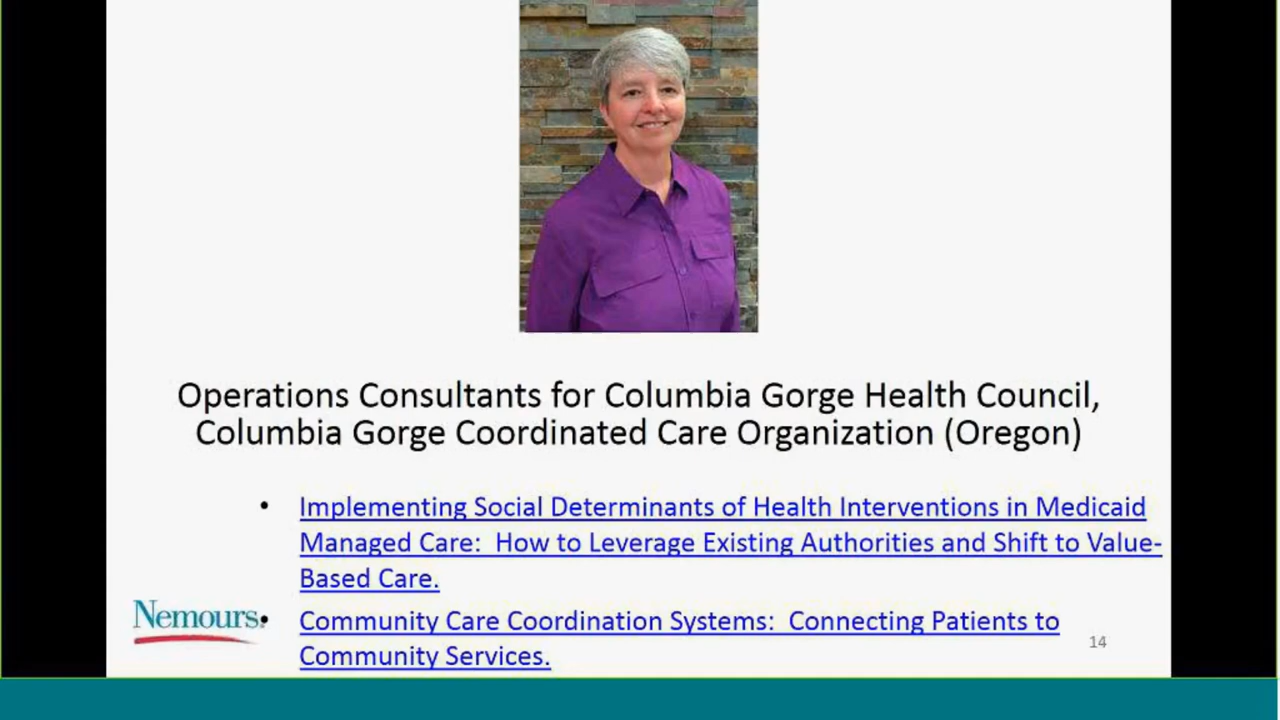 Operations Consultants for Columbia Gorge Health Council,
Columbia Gorge Coordinated Care Organization (Oregon)
• Implementing Social Determinants of Health Interventions in Medicaid
Managed Care: How to Leverage Existing Authorities and Shift to Value-
Based Care.
• Community Care Coordination Systems: Connecting Patients to
Community Services.
Nemours.
14